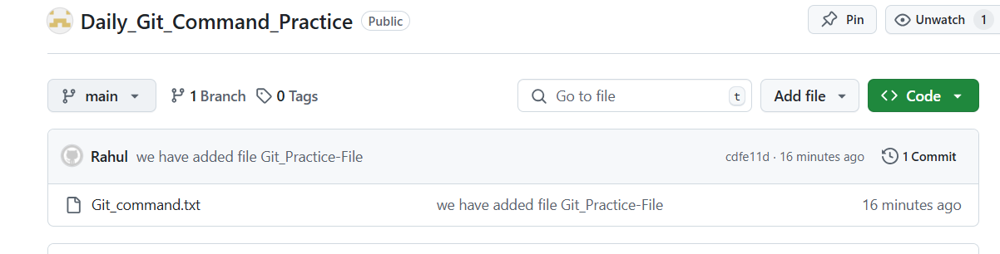 Daily_Git_Command_Practice Public Pin Unwatch 1
main 1 Branch 0 Tags Go to file t Add file Code
Rahul we have added file Git_Practice-File cdfe11d · 16 minutes ago 1 Commit
Git_command.txt we have added file Git_Practice-File 16 minutes ago